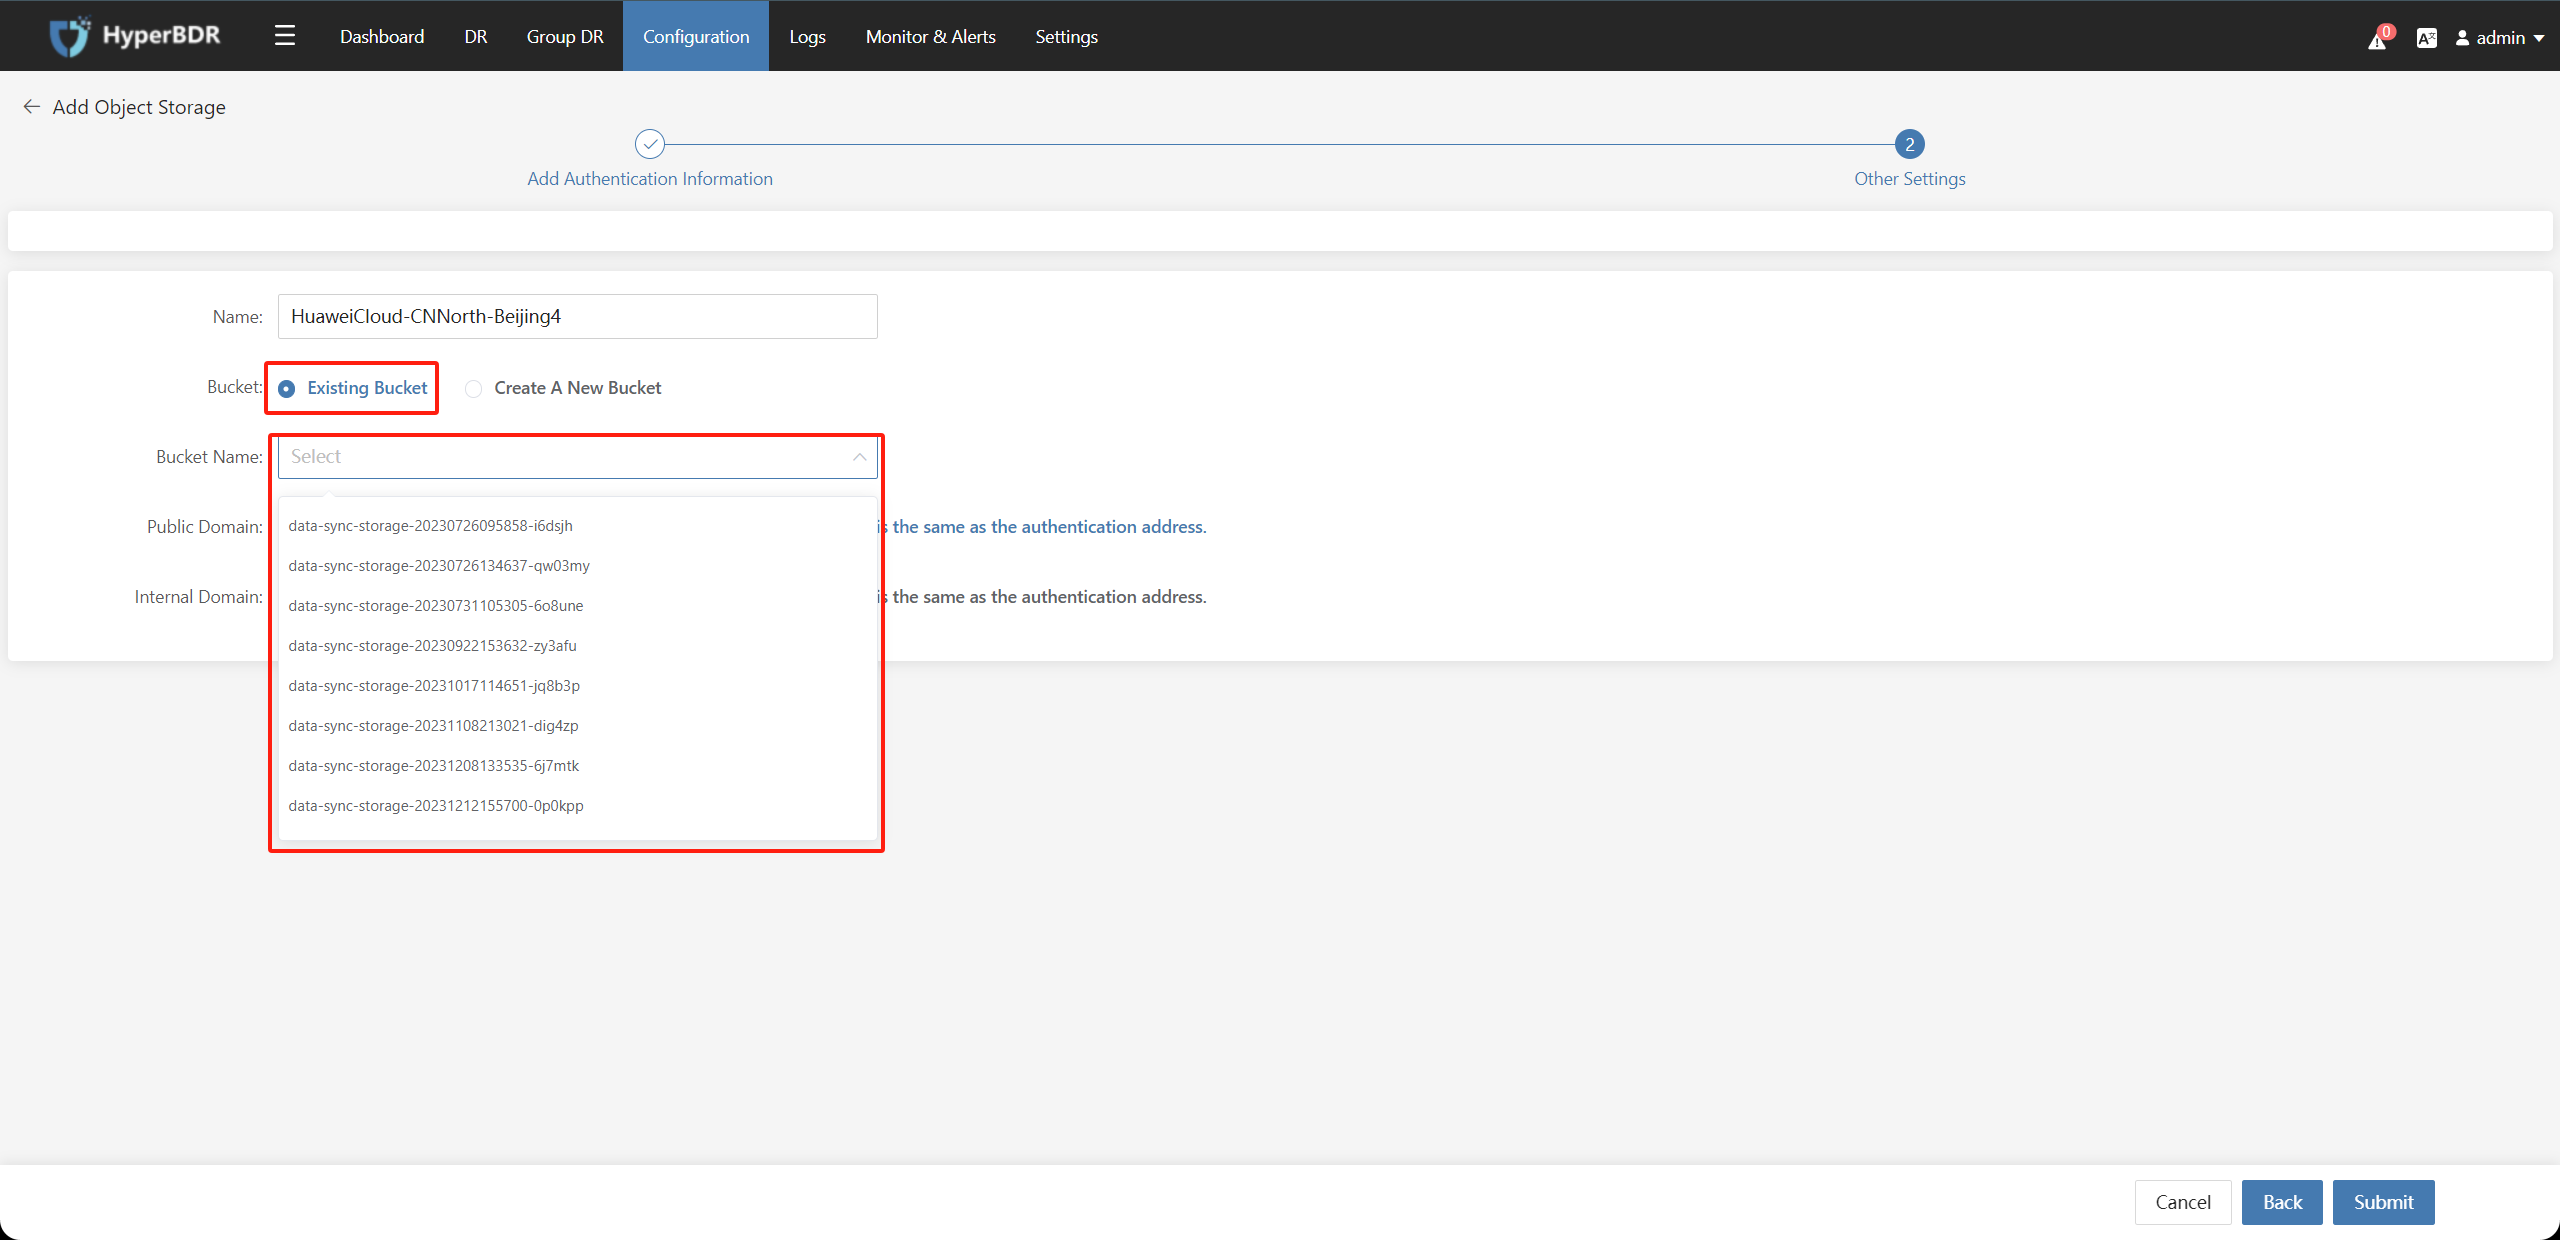 HyperBDR Dashboard DR Group DR Configuration Logs Monitor & Alerts Settings 0 admin
Add Object Storage
2
Add Authentication Information Other Settings
Name: HuaweiCloud-CNNorth-Beijing4
Bucket: Existing Bucket Create A New Bucket
Bucket Name: Select
Public Domain: is the same as the authentication address.
Internal Domain: is the same as the authentication address.
data-sync-storage-20230726095858-i6dsjh
data-sync-storage-20230726134637-qw03my
data-sync-storage-20230731105305-6o8une
data-sync-storage-20230922153632-zy3afu
data-sync-storage-20231017114651-jq8b3p
data-sync-storage-20231108213021-dig4zp
data-sync-storage-20231208133535-6j7mtk
data-sync-storage-20231212155700-0p0kpp
Cancel Back Submit